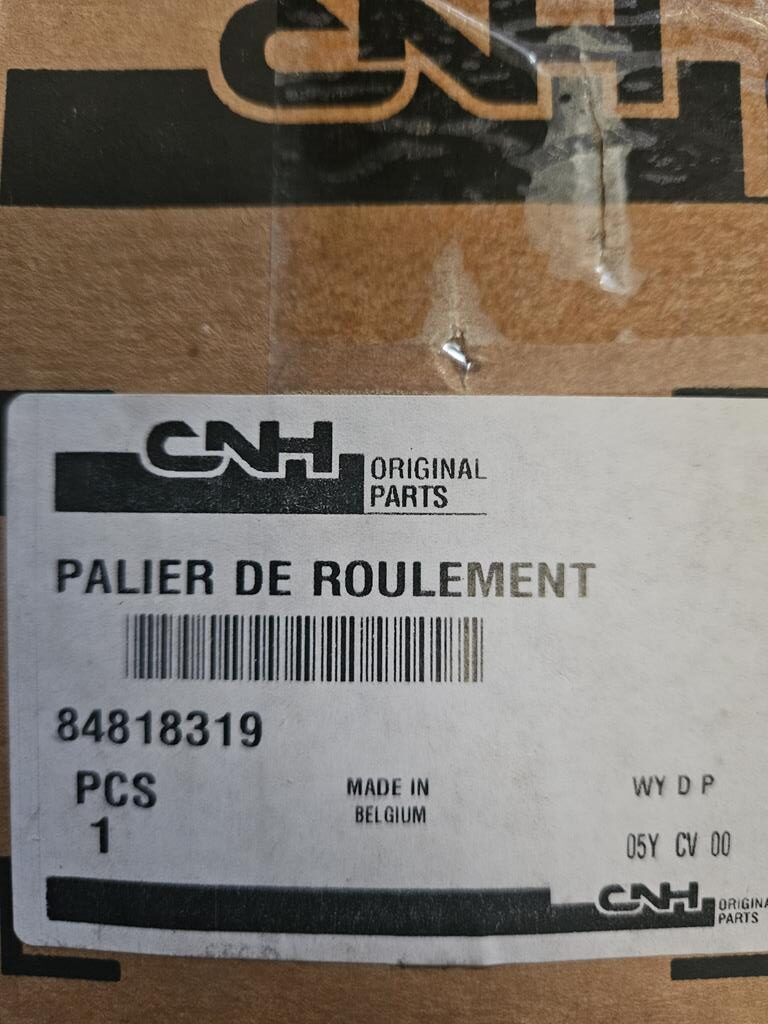 CNH
CNH ORIGINAL
PARTS
PALIER DE ROULEMENT
84818319
PCS
1
MADE IN
BELGIUM
WY D P
05Y CV 00
CNH ORIGINA
PARTS